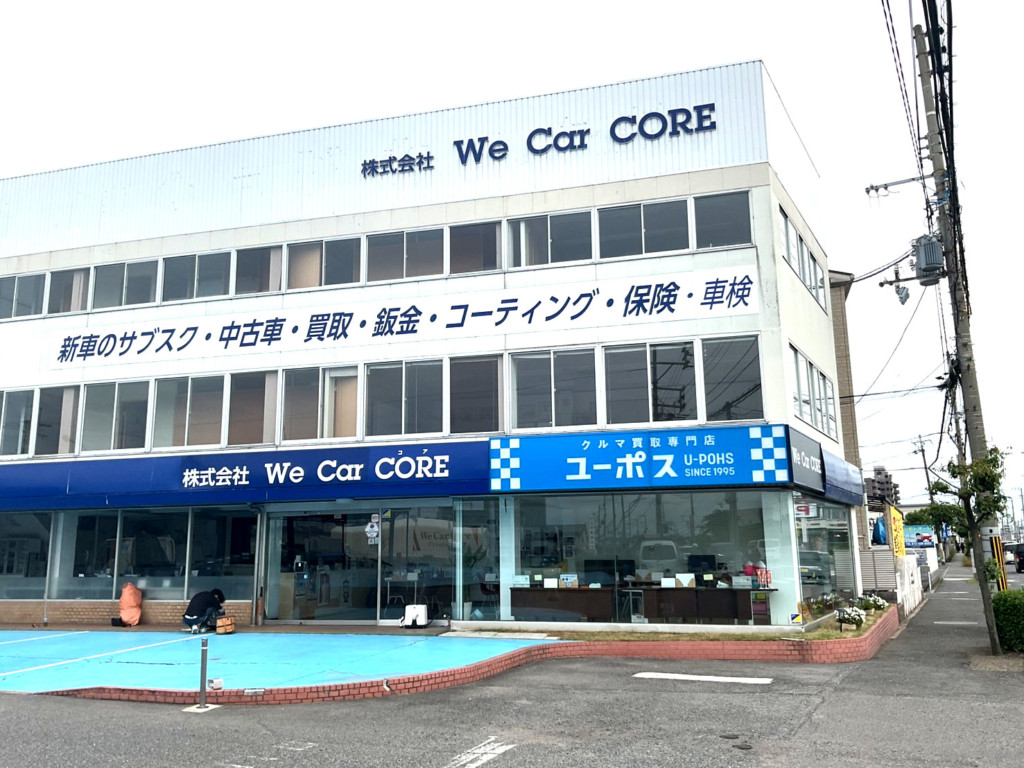 株式会社 We Car CORE
新車のサブスク・中古車・買取・鈑金・コーティング・保険・車検
株式会社 We Car CORE
コア
クルマ買取専門店
ユーポス U-POHS
SINCE 1995
We Car CORE